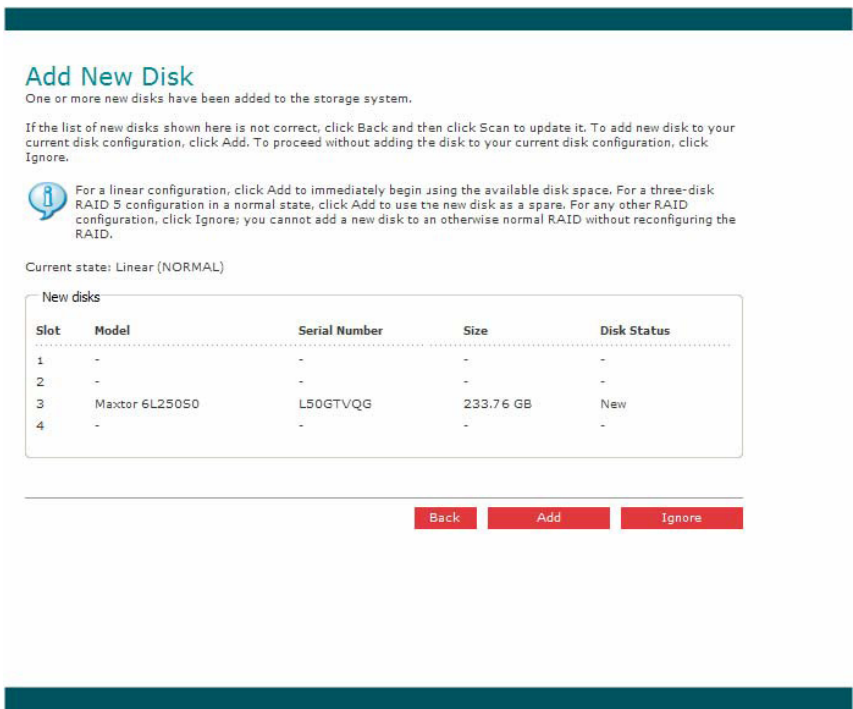 Add New Disk
One or more new disks have been added to the storage system.
If the list of new disks shown here is not correct, click Back and then click Scan to update it. To add new disk to your
current disk configuration, click Add. To proceed without adding the disk to your current disk configuration, click
Ignore.
For a linear configuration, click Add to immediately begin using the available disk space. For a three-disk
RAID 5 configuration in a normal state, click Add to use the new disk as a spare. For any other RAID
configuration, click Ignore; you cannot add a new disk to an otherwise normal RAID without reconfiguring the
RAID.
Current state: Linear (NORMAL)
New disks
Slot Model Serial Number Size Disk Status
1 - - - -
2 - - - -
3 Maxtor 6L250S0 L50GTVQG 233.76 GB New
4 - - - -
Back Add Ignore